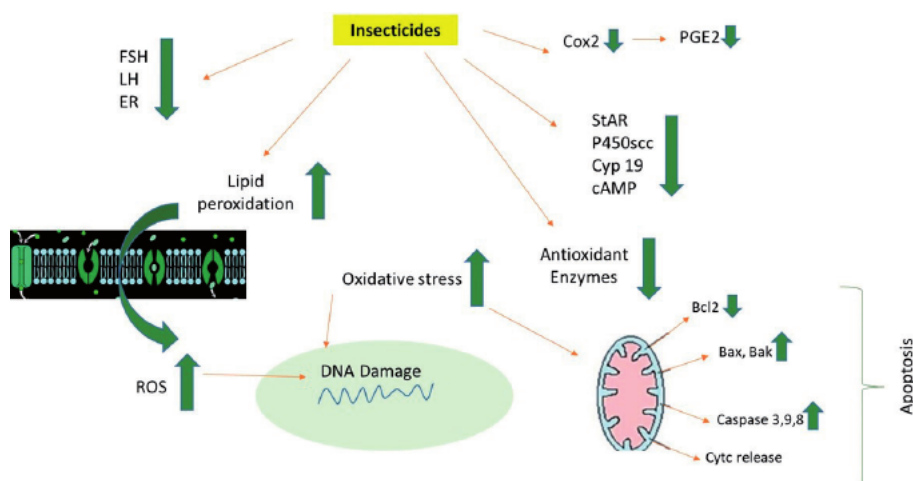 Insecticides
Cox2
PGE2
FSH
LH
ER
StAR
P450scc
Cyp 19
cAMP
Lipid
peroxidation
Antioxidant
Enzymes
Oxidative stress
Bcl2
Bax, Bak
ROS
DNA Damage
Caspase 3,9,8
Cytc release
Apoptosis